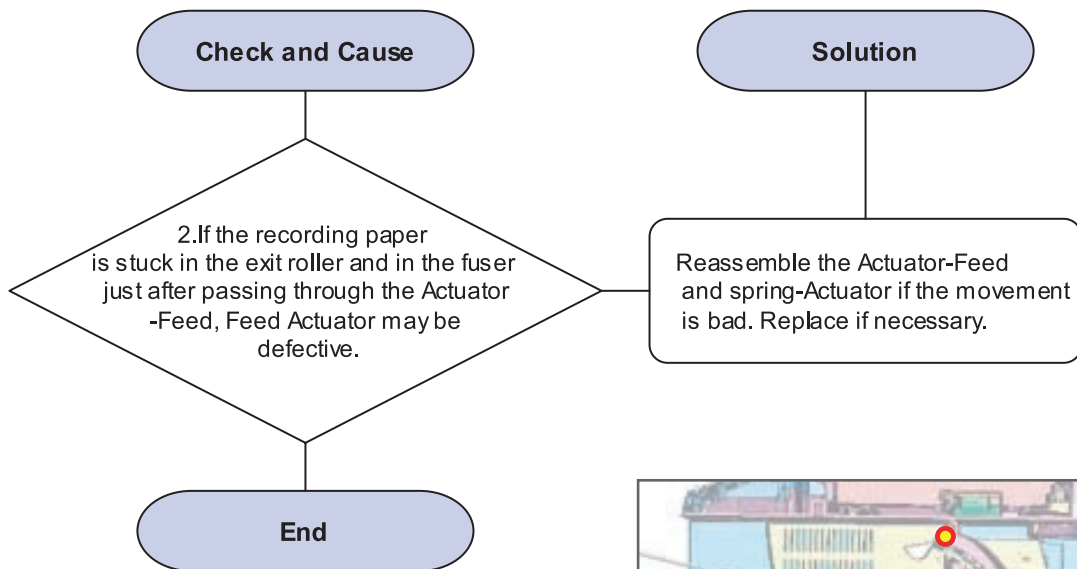 Check and Cause
Solution
2.If the recording paper
is stuck in the exit roller and in the fuser
just after passing through the Actuator
-Feed, Feed Actuator may be
defective.
Reassemble the Actuator-Feed
and spring-Actuator if the movement
is bad. Replace if necessary.
End